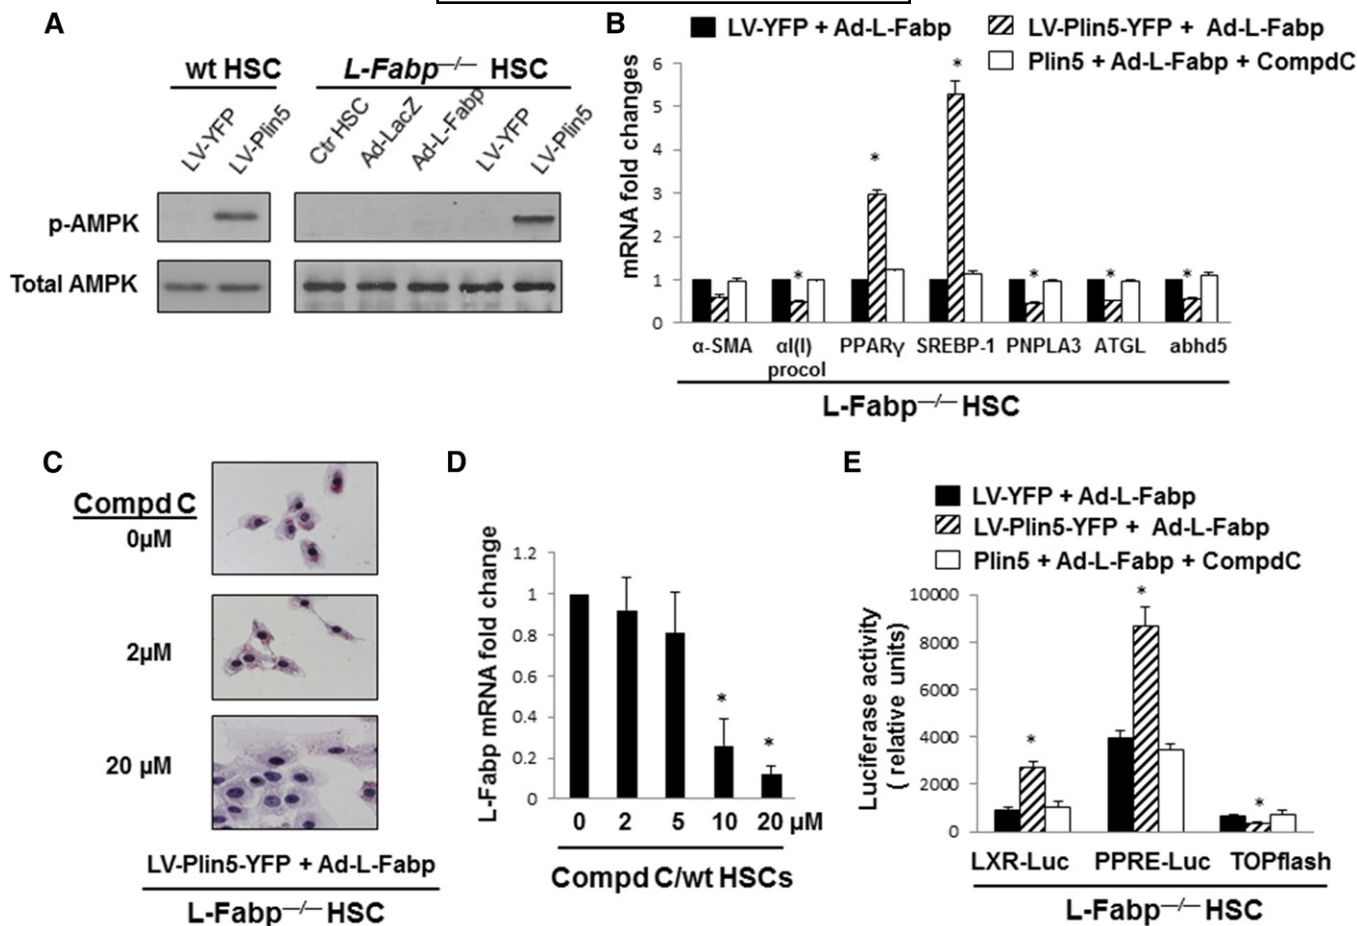 A
wt HSC
L-Fabp—/— HSC
LV-YFP
LV-Plin5
Ctr HSC
Ad-LacZ
Ad-L-Fabp
LV-YFP
LV-Plin5
p-AMPK
Total AMPK
B
LV-YFP + Ad-L-Fabp
LV-Plin5-YFP + Ad-L-Fabp
Plin5 + Ad-L-Fabp + CompdC
mRNA fold changes
6
5
4
3
2
1
0
* * * * * *
α-SMA αI(I) PPARγ SREBP-1 PNPLA3 ATGL abhd5
procol
L-Fabp—/— HSC
C
Compd C
0µM
2µM
20 µM
LV-Plin5-YFP + Ad-L-Fabp
L-Fabp—/— HSC
D
L-Fabp mRNA fold change
1.2
1
0.8
0.6
0.4
0.2
0
* *
0 2 5 10 20 µM
Compd C/wt HSCs
E
LV-YFP + Ad-L-Fabp
LV-Plin5-YFP + Ad-L-Fabp
Plin5 + Ad-L-Fabp + CompdC
Luciferase activity
( relative units)
10000
8000
6000
4000
2000
0
* * *
LXR-Luc PPRE-Luc TOPflash
L-Fabp—/— HSC